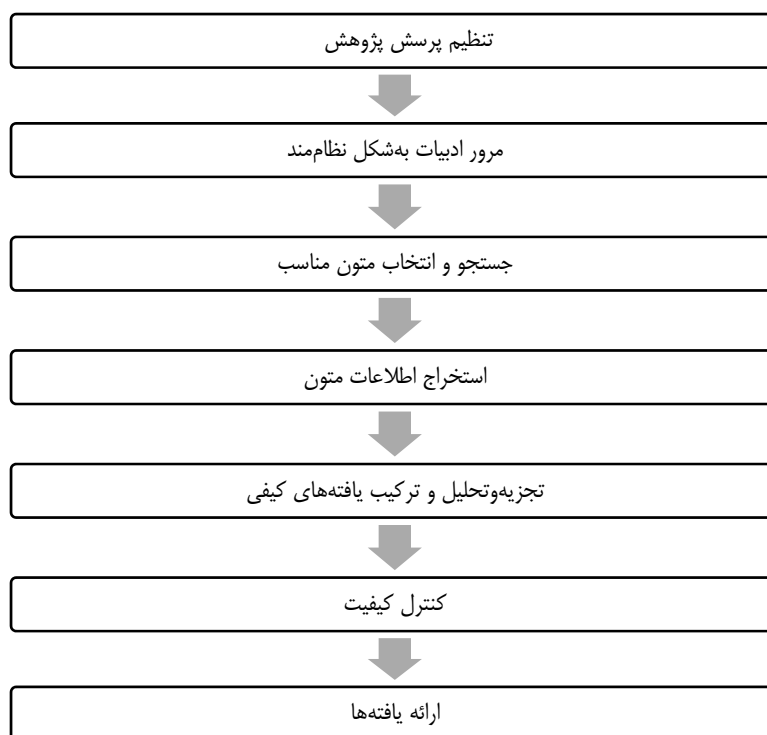 تنظیم پرسش پژوهش
مرور ادبیات به‌شکل نظام‌مند
جستجو و انتخاب متون مناسب
استخراج اطلاعات متون
تجزیه‌وتحلیل و ترکیب یافته‌های کیفی
کنترل کیفیت
ارائه یافته‌ها